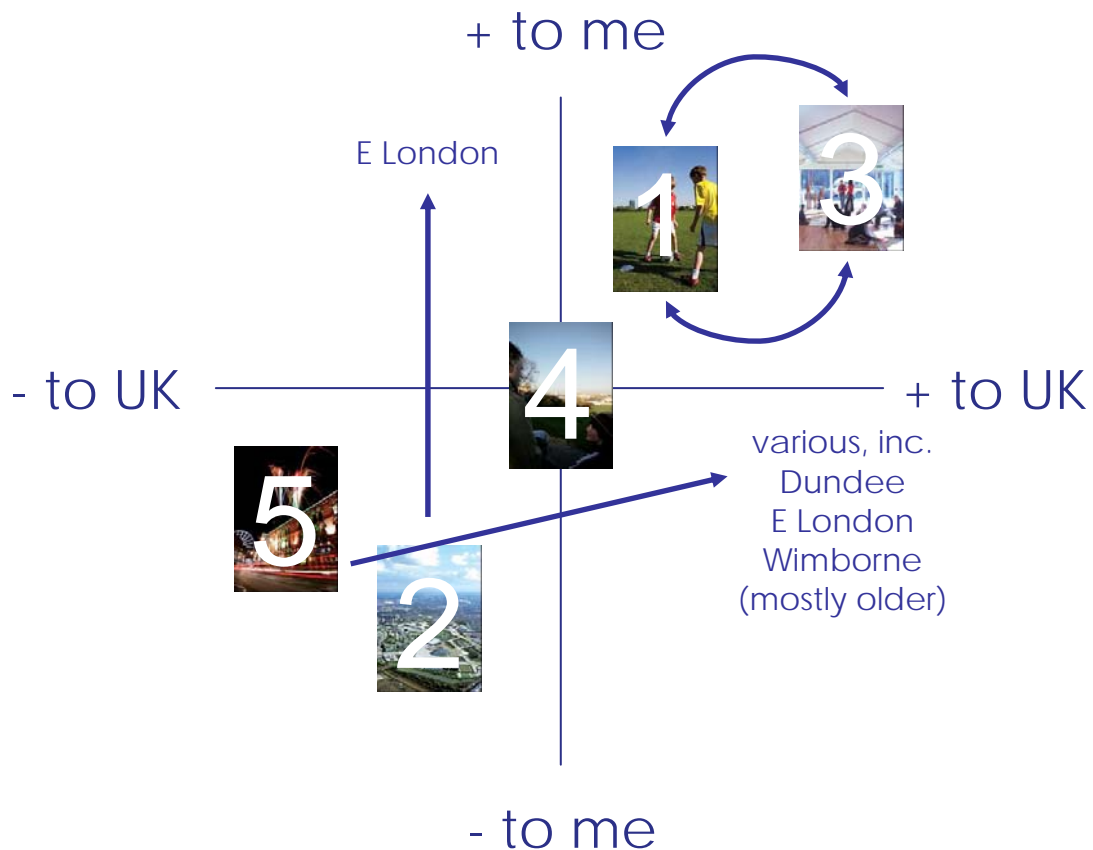 + to me
E London
1
3
4
- to UK
+ to UK
various, inc.
Dundee
E London
Wimborne
(mostly older)
5
2
- to me